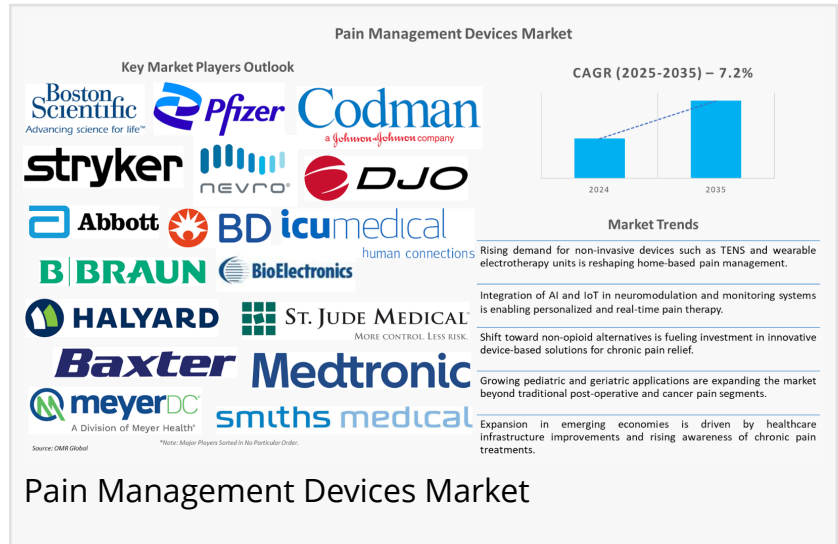 Pain Management Devices Market
Key Market Players Outlook
Boston
Scientific
Advancing science for life™
Pfizer
Codman
a Johnson & Johnson company
stryker
nevro®
DJO
Abbott
BD
icumedical
human connections
B|BRAUN
BioElectronics
HALYARD
ST. JUDE MEDICAL™
MORE CONTROL. LESS RISK.
Baxter
Medtronic
meyerDC®
A Division of Meyer Health®
smiths medical
Source: OMR Global
*Note: Major Players Sorted in No Particular Order.
CAGR (2025-2035) – 7.2%
2024
2035
Market Trends
Rising demand for non-invasive devices such as TENS and wearable
electrotherapy units is reshaping home-based pain management.
Integration of AI and IoT in neuromodulation and monitoring systems
is enabling personalized and real-time pain therapy.
Shift toward non-opioid alternatives is fueling investment in innovative
device-based solutions for chronic pain relief.
Growing pediatric and geriatric applications are expanding the market
beyond traditional post-operative and cancer pain segments.
Expansion in emerging economies is driven by healthcare
infrastructure improvements and rising awareness of chronic pain
treatments.
Pain Management Devices Market